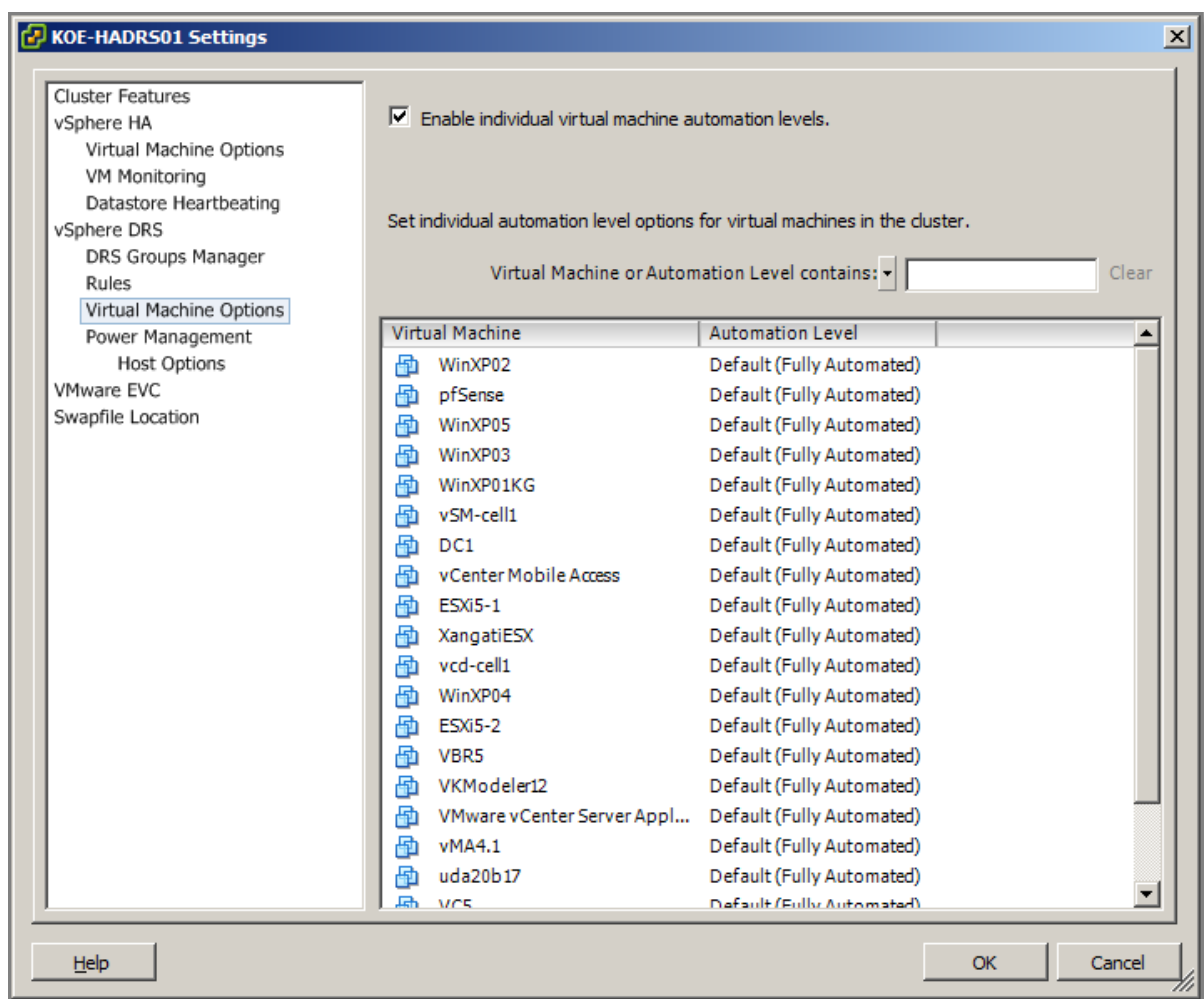 KOE-HADRS01 Settings
Cluster Features
vSphere HA
Virtual Machine Options
VM Monitoring
Datastore Heartbeating
vSphere DRS
DRS Groups Manager
Rules
Virtual Machine Options
Power Management
Host Options
VMware EVC
Swapfile Location
Enable individual virtual machine automation levels.
Set individual automation level options for virtual machines in the cluster.
Virtual Machine or Automation Level contains: Clear
Virtual Machine Automation Level
WinXP02 Default (Fully Automated)
pfSense Default (Fully Automated)
WinXP05 Default (Fully Automated)
WinXP03 Default (Fully Automated)
WinXP01KG Default (Fully Automated)
vSM-cell1 Default (Fully Automated)
DC1 Default (Fully Automated)
vCenter Mobile Access Default (Fully Automated)
ESXi5-1 Default (Fully Automated)
XangatiESX Default (Fully Automated)
vcd-cell1 Default (Fully Automated)
WinXP04 Default (Fully Automated)
ESXi5-2 Default (Fully Automated)
VBR5 Default (Fully Automated)
VKModeler12 Default (Fully Automated)
VMware vCenter Server Appl... Default (Fully Automated)
vMA4.1 Default (Fully Automated)
uda20b17 Default (Fully Automated)
VC5 Default (Fully Automated)
Help OK Cancel